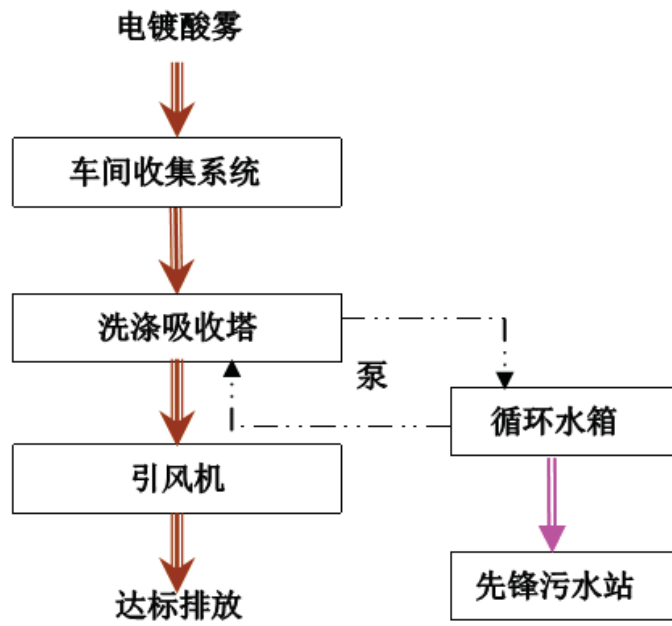 电镀酸雾
车间收集系统
洗涤吸收塔
泵
循环水箱
引风机
先锋污水站
达标排放